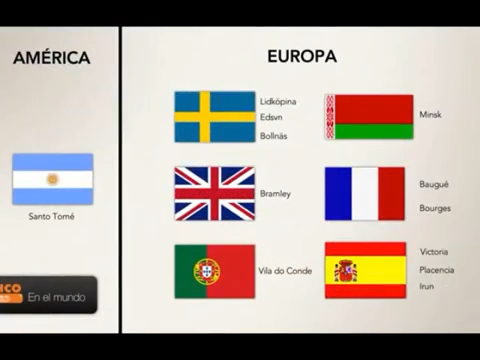 AMÉRICA
Santo Tomé
En el mundo
EUROPA
Lidköpina
Edsvn
Bollnäs
Minsk
Bramley
Baugué
Bourges
Vila do Conde
Victoria
Placencia
Irun